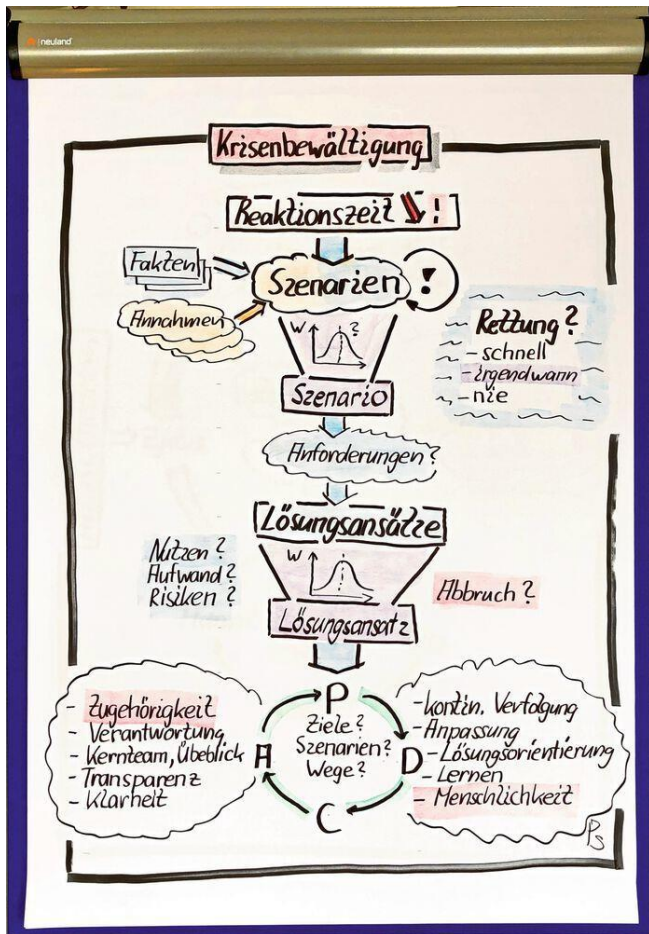 neuland
Krisenbewältigung
Reaktionszeit !
Fakten
Szenarien !
Annahmen
W ?
Rettung?
- schnell
- irgendwann
- nie
Szenario
Anforderungen?
Lösungsansätze
Nutzen?
Aufwand?
Risiken?
W
Abbruch?
Lösungsansatz
P
Ziele?
Szenarien?
Wege?
A
D
C
- Zugehörigkeit
- Verantwortung
- Kernteam, Übeblick
- Transparenz
- Klarheit
- kontin. Verfolgung
- Anpassung
- Lösungsorientierung
- Lernen
- Menschlichkeit
Ps